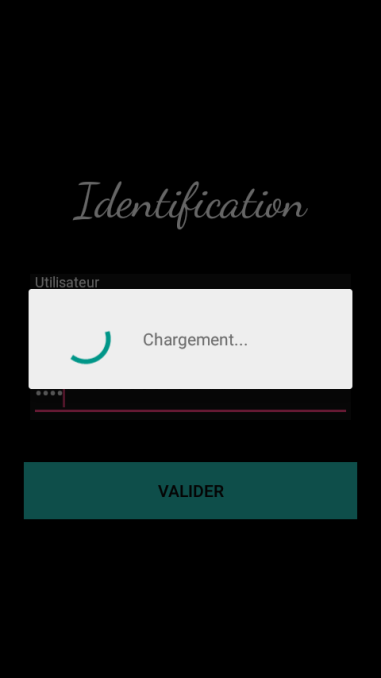 Identification
Utilisateur
Chargement...
••••
VALIDER